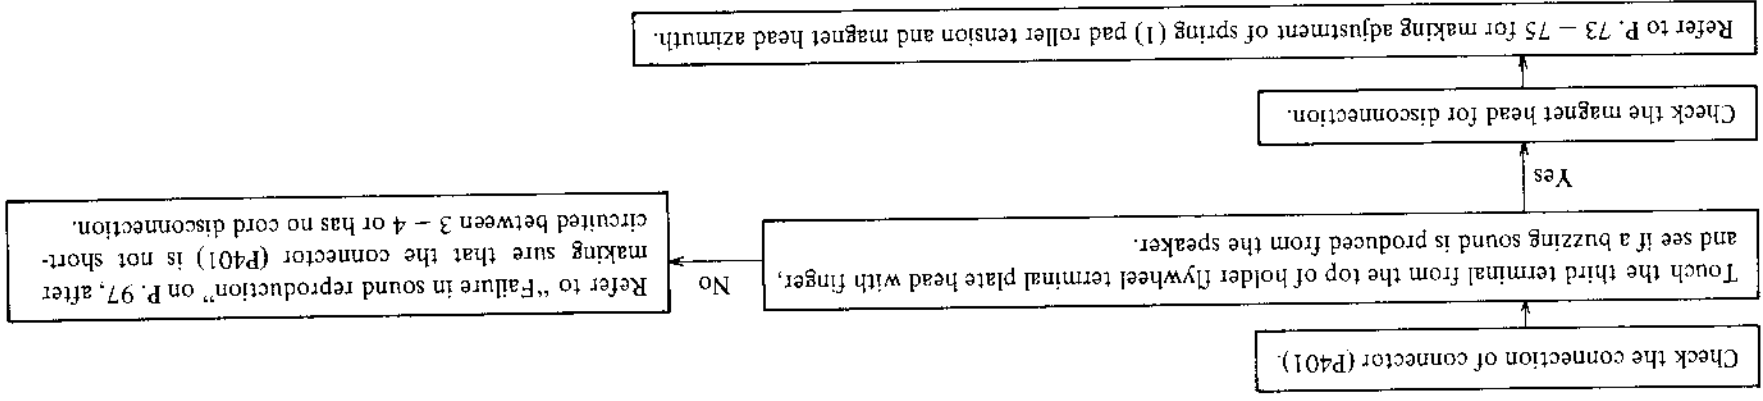 Check the connection of connector (P401).
Touch the third terminal from the top of holder flywheel terminal plate head with finger,
and see if a buzzing sound is produced from the speaker.
No
Refer to “Failure in sound reproduction” on P. 97, after
making sure that the connector (P401) is not short-
circuited between 3 – 4 or has no cord disconnection.
Yes
Check the magnet head for disconnection.
Refer to P. 73 – 75 for making adjustment of spring (1) pad roller tension and magnet head azimuth.